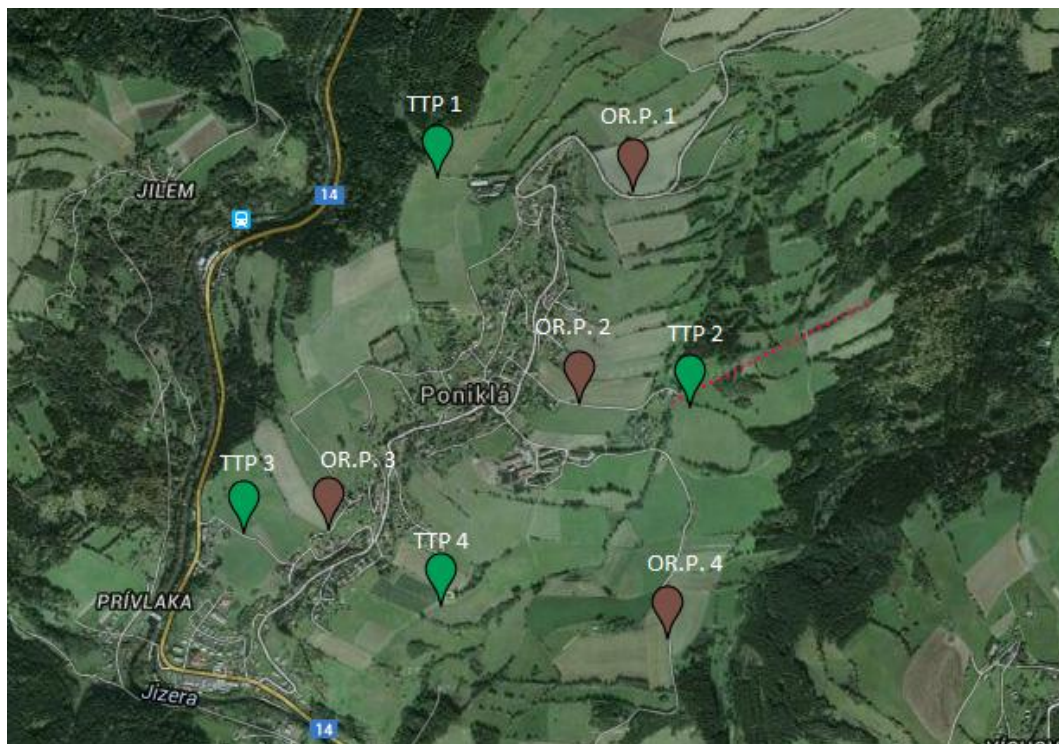 TTP 1
OR.P. 1
JILEM
14
OR.P. 2
TTP 2
Poniklá
TTP 3
OR.P. 3
TTP 4
OR.P. 4
PRÍVLAKA
Jizera
14